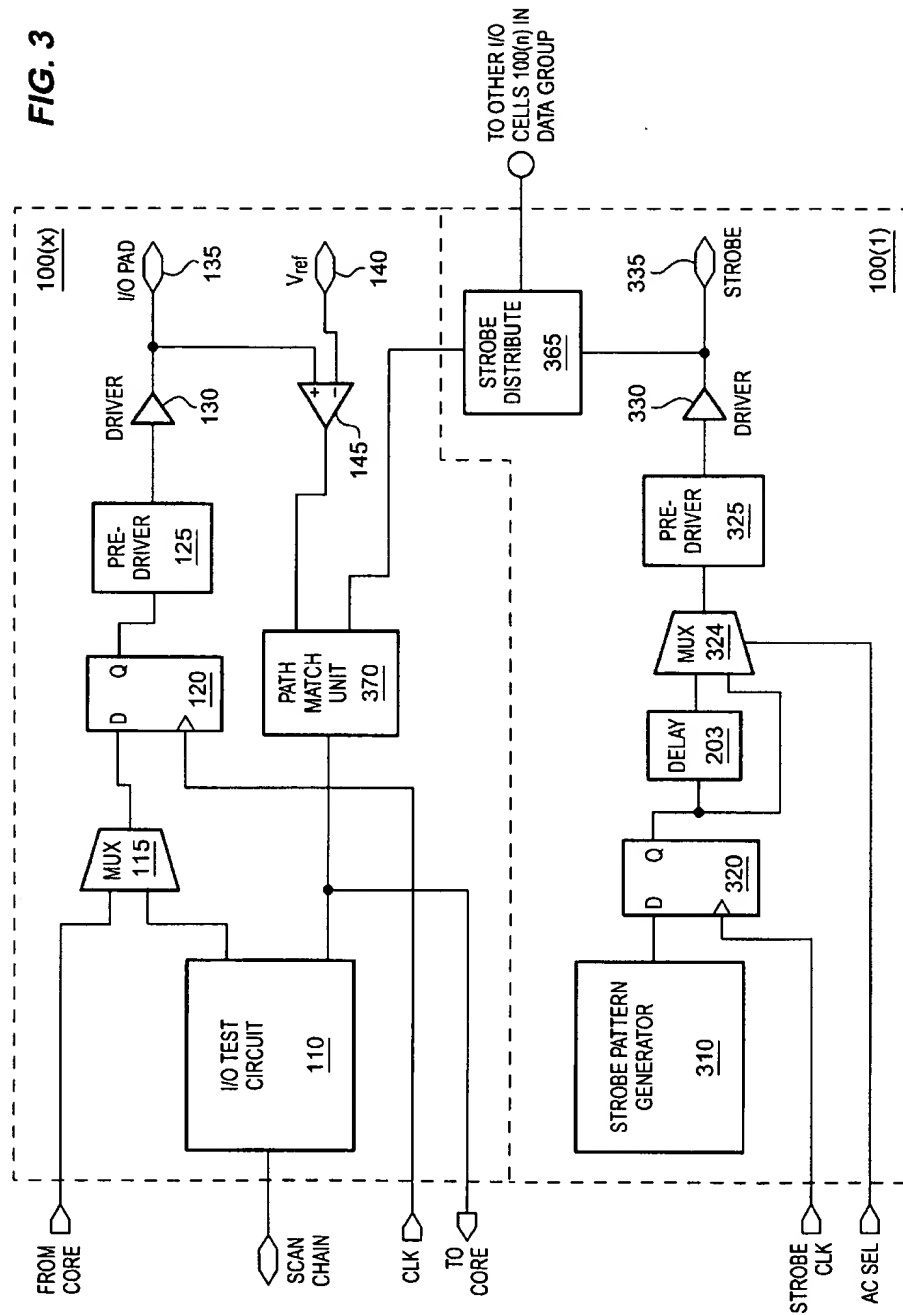 FIG. 3
100(x)
FROM
CORE
SCAN
CHAIN
CLK
TO
CORE
MUX
115
I/O TEST
CIRCUIT
110
D
Q
120
PRE-
DRIVER
125
DRIVER
130
I/O PAD
135
Vref
140
+
-
145
PATH
MATCH
UNIT
370
STROBE
DISTRIBUTE
365
TO OTHER I/O
CELLS 100(n) IN
DATA GROUP
STROBE PATTERN
GENERATOR
310
D
Q
320
DELAY
203
MUX
324
PRE-
DRIVER
325
330
DRIVER
335
STROBE
100(1)
STROBE
CLK
AC SEL